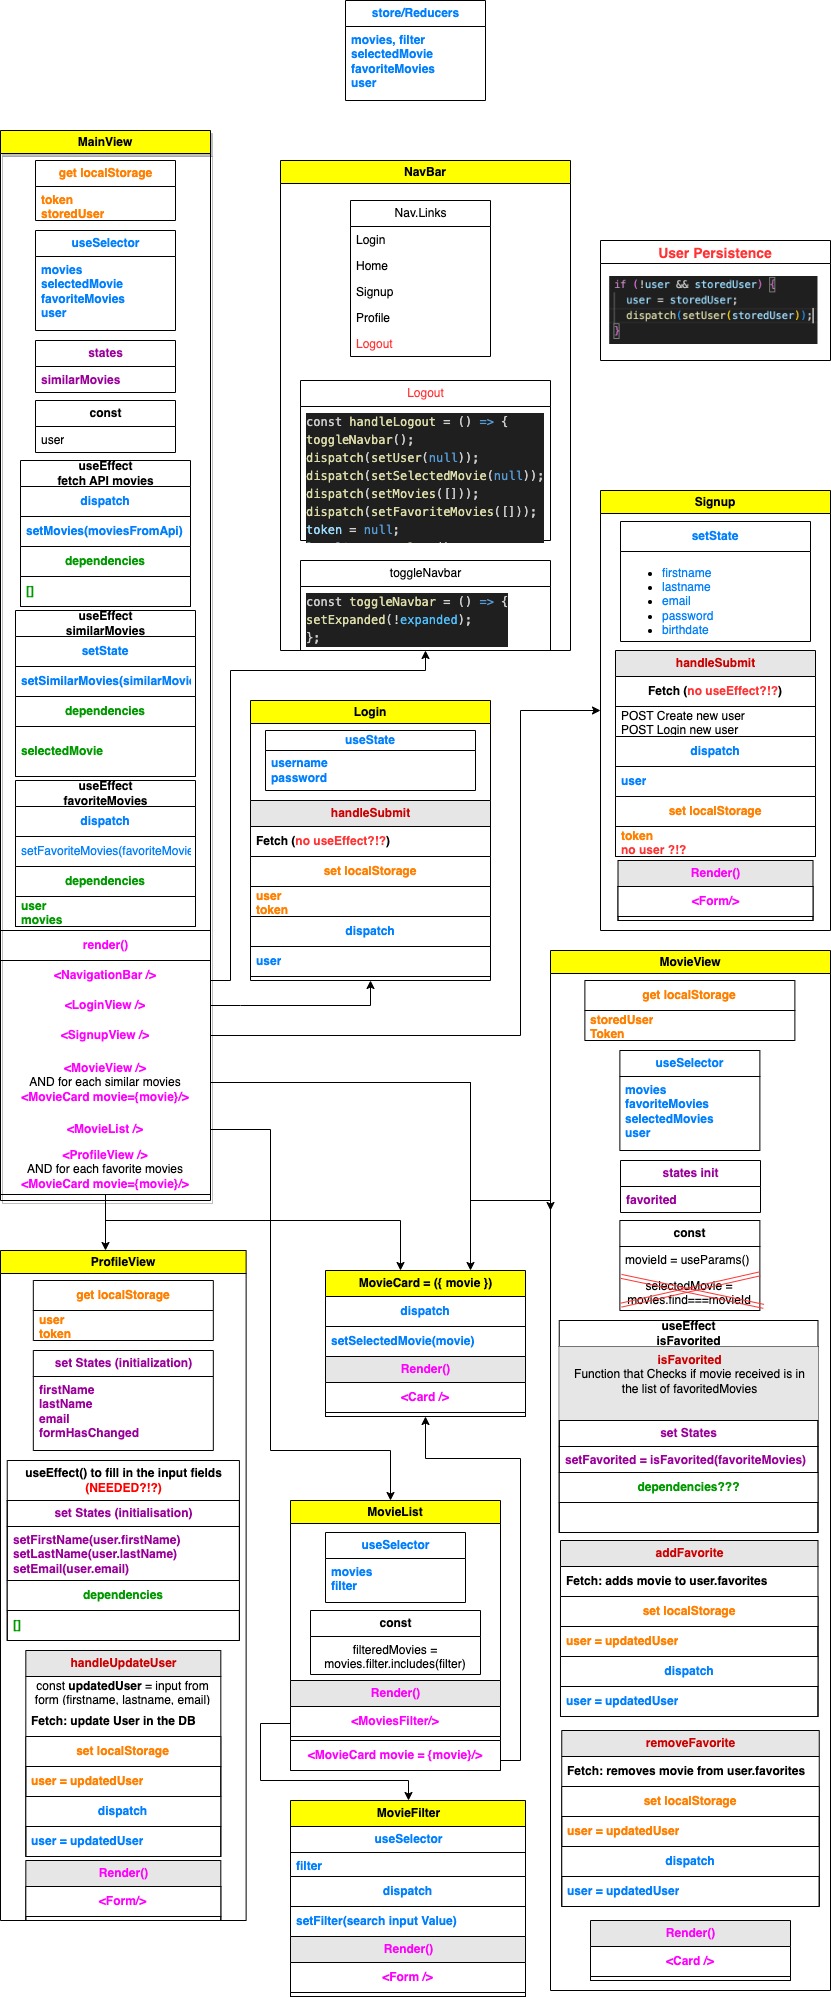 store/Reducers
movies, filter
selectedMovie
favoriteMovies
user
MainView
get localStorage
token
storedUser
useSelector
movies
selectedMovie
favoriteMovies
user
states
similarMovies
const
user
useEffect
fetch API movies
dispatch
setMovies(moviesFromApi)
dependencies
[]
useEffect
similarMovies
setState
setSimilarMovies(similarMovi
dependencies
selectedMovie
useEffect
favoriteMovies
dispatch
setFavoriteMovies(favoriteMovie
dependencies
user
movies
render()
<NavigationBar />
<LoginView />
<SignupView />
<MovieView />
AND for each similar movies
<MovieCard movie={movie}/>
<MovieList />
<ProfileView />
AND for each favorite movies
<MovieCard movie={movie}/>
NavBar
Nav.Links
Login
Home
Signup
Profile
Logout
Logout
const handleLogout = () => {
toggleNavbar();
dispatch(setUser(null));
dispatch(setSelectedMovie(null));
dispatch(setMovies([]));
dispatch(setFavoriteMovies([]));
token = null;
toggleNavbar
const toggleNavbar = () => {
setExpanded(!expanded);
};
User Persistence
if (!user && storedUser) {
user = storedUser;
dispatch(setUser(storedUser));
}
Login
useState
username
password
handleSubmit
Fetch (no useEffect?!?)
set localStorage
user
token
dispatch
user
Signup
setState
• firstname
• lastname
• email
• password
• birthdate
handleSubmit
Fetch (no useEffect?!?)
POST Create new user
POST Login new user
dispatch
user
set localStorage
token
no user ?!?
Render()
<Form/>
MovieView
get localStorage
storedUser
Token
useSelector
movies
favoriteMovies
selectedMovies
user
states init
favorited
const
movieId = useParams()
selectedMovie =
movies.find===movieId
useEffect
isFavorited
isFavorited
Function that Checks if movie received is in
the list of favoritedMovies
set States
setFavorited = isFavorited(favoriteMovies)
dependencies???
addFavorite
Fetch: adds movie to user.favorites
set localStorage
user = updatedUser
dispatch
user = updatedUser
removeFavorite
Fetch: removes movie from user.favorites
set localStorage
user = updatedUser
dispatch
user = updatedUser
Render()
<Card />
ProfileView
get localStorage
user
token
set States (initialization)
firstName
lastName
email
formHasChanged
useEffect() to fill in the input fields
(NEEDED?!?)
set States (initialisation)
setFirstName(user.firstName)
setLastName(user.lastName)
setEmail(user.email)
dependencies
[]
handleUpdateUser
const updatedUser = input from
form (firstname, lastname, email)
Fetch: update User in the DB
set localStorage
user = updatedUser
dispatch
user = updatedUser
Render()
<Form/>
MovieCard = ({ movie })
dispatch
setSelectedMovie(movie)
Render()
<Card />
MovieList
useSelector
movies
filter
const
filteredMovies =
movies.filter.includes(filter)
Render()
<MoviesFilter/>
<MovieCard movie = {movie}/>
MovieFilter
useSelector
filter
dispatch
setFilter(search input Value)
Render()
<Form />